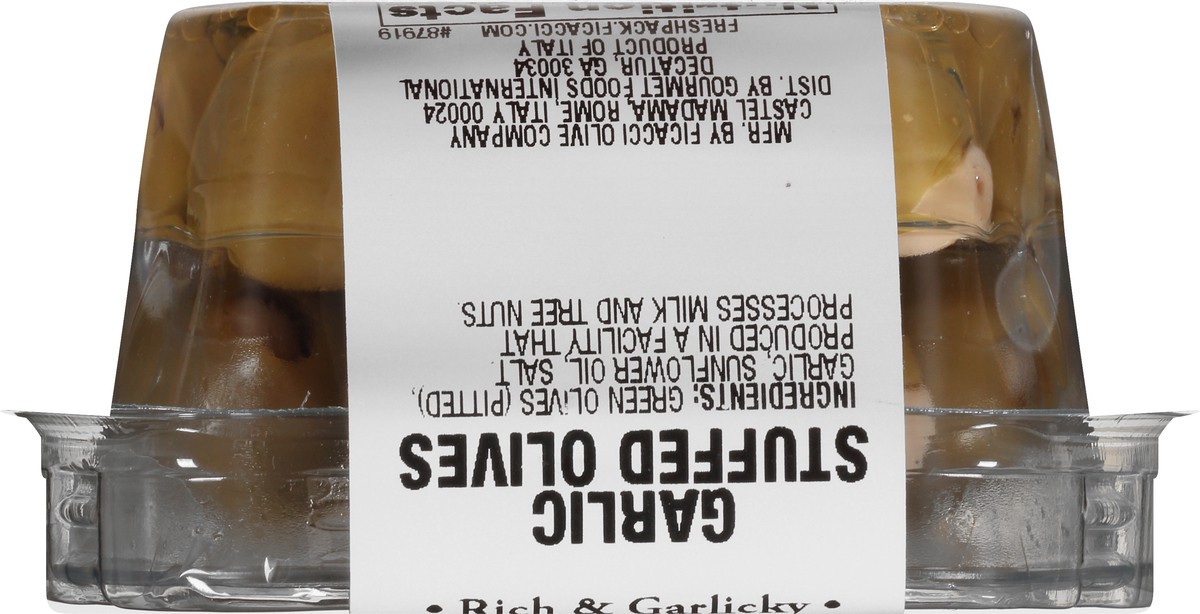 • Rich & Garlicky •
GARLIC
STUFFED OLIVES
INGREDIENTS: GREEN OLIVES (PITTED),
GARLIC, SUNFLOWER OIL, SALT
PRODUCED IN A FACILITY THAT
PROCESSES MILK AND TREE NUTS.
MFR. BY FICACCI OLIVE COMPANY
CASTEL MADAMA, ROME, ITALY 00024
DIST. BY GOURMET FOODS INTERNATIONAL
DECATUR, GA 30034
PRODUCT OF ITALY
FRESHPACK.FICACCI.COM #87919
Nutrition Facts